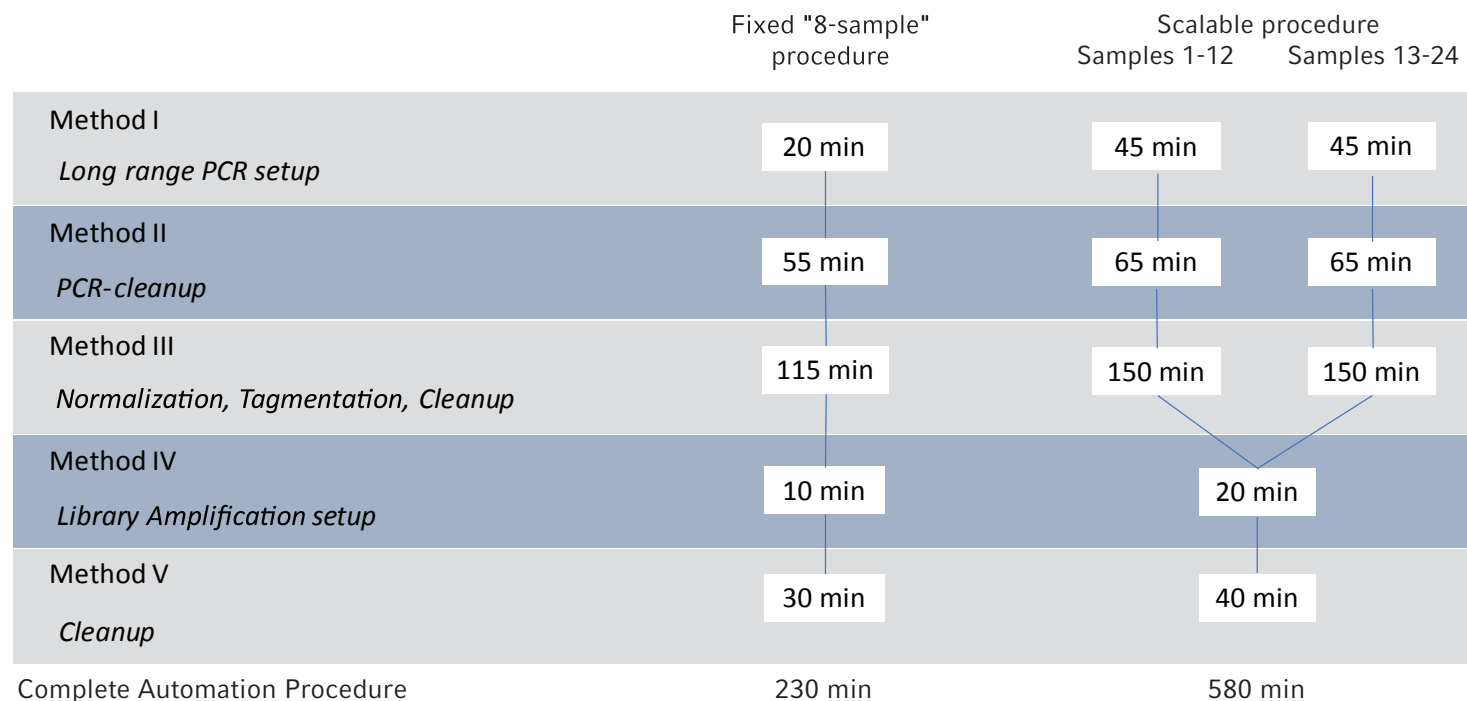 Fixed "8-sample"
procedure
Scalable procedure
Samples 1-12 Samples 13-24
Method I
Long range PCR setup
20 min 45 min 45 min
Method II
PCR-cleanup
55 min 65 min 65 min
Method III
Normalization, Tagmentation, Cleanup
115 min 150 min 150 min
Method IV
Library Amplification setup
10 min 20 min
Method V
Cleanup
30 min 40 min
Complete Automation Procedure 230 min 580 min